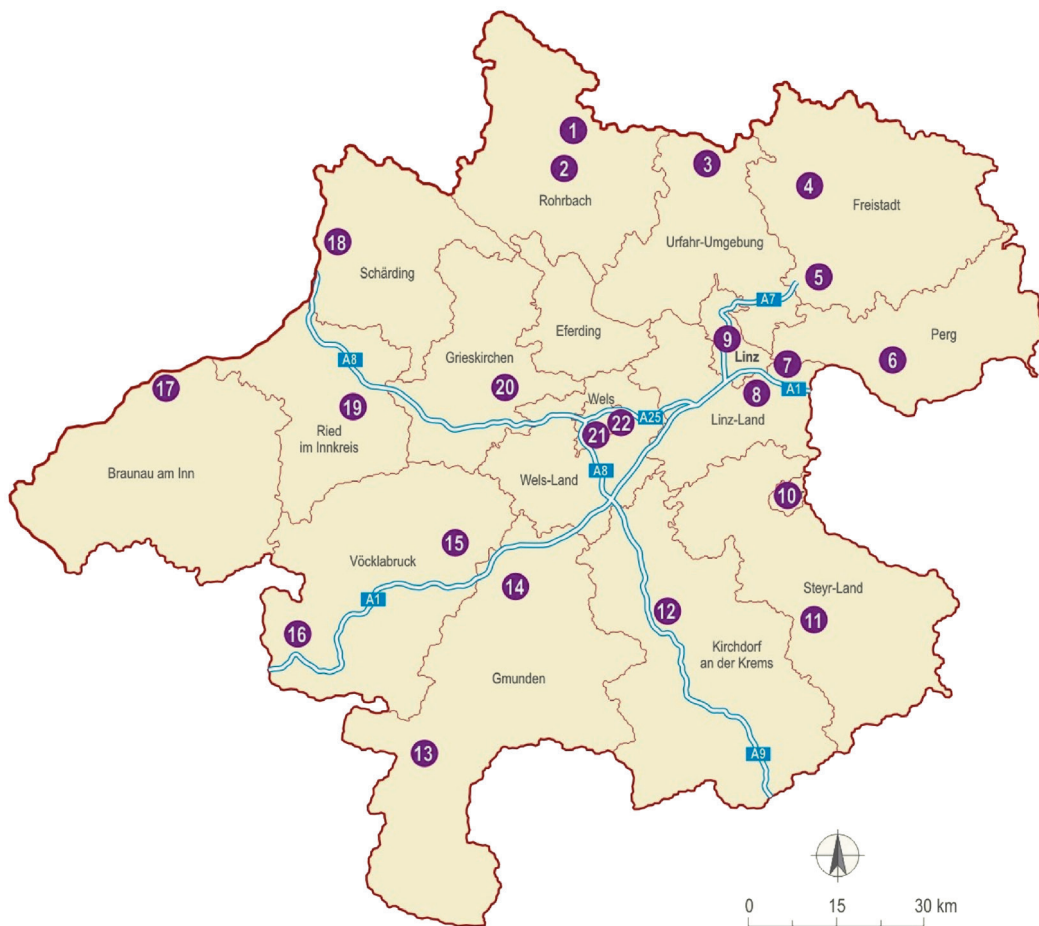 1
2
Rohrbach
3
Urfahr-Umgebung
4
Freistadt
18
Schärding
5
A7
Eferding
Perg
9
Linz
6
7
A8
Grieskirchen
20
8
A1
17
19
Ried
im Innkreis
Wels
A25
22
21
Linz-Land
Braunau am Inn
A8
Wels-Land
10
15
Vöcklabruck
14
A1
16
12
Steyr-Land
11
Kirchdorf
an der Krems
Gmunden
13
A9
0 15 30 km